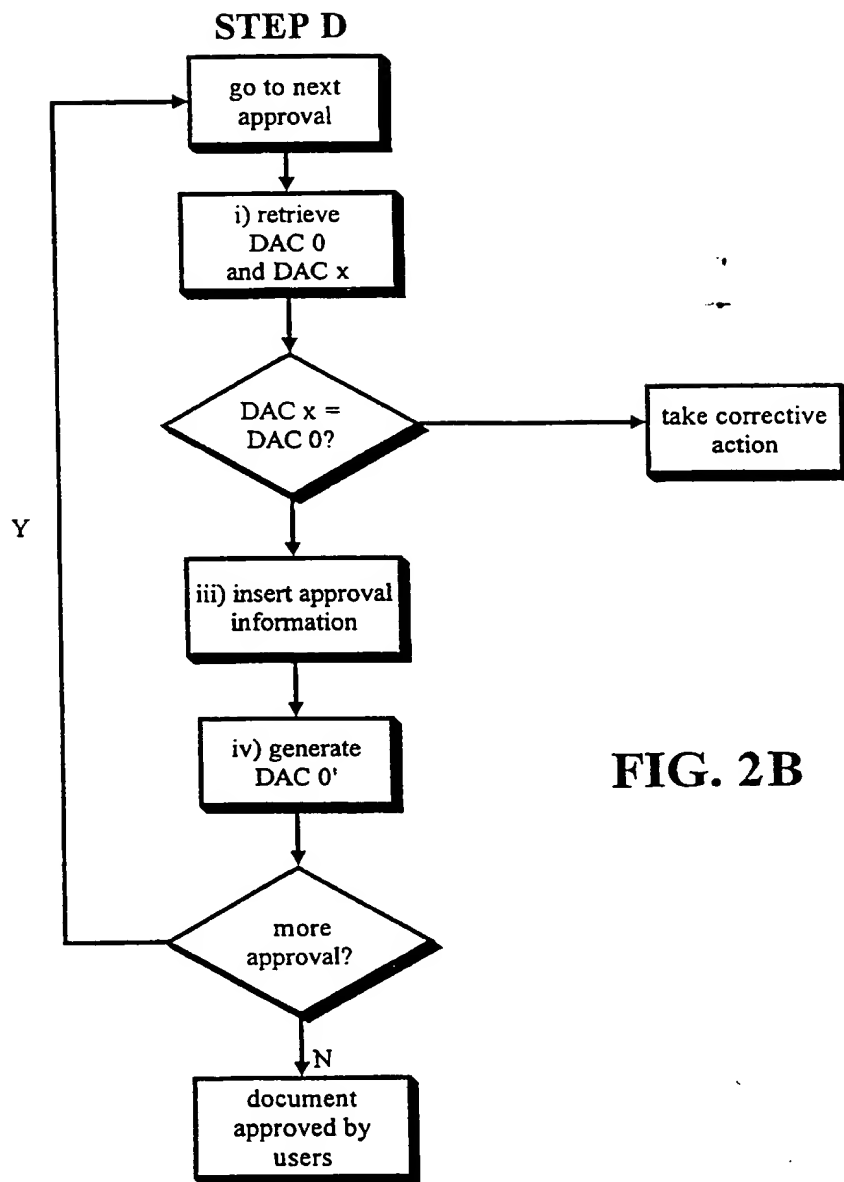 STEP D
go to next
approval
i) retrieve
DAC 0
and DAC x
DAC x =
DAC 0?
take corrective
action
Y
iii) insert approval
information
iv) generate
DAC 0'
FIG. 2B
more
approval?
N
document
approved by
users